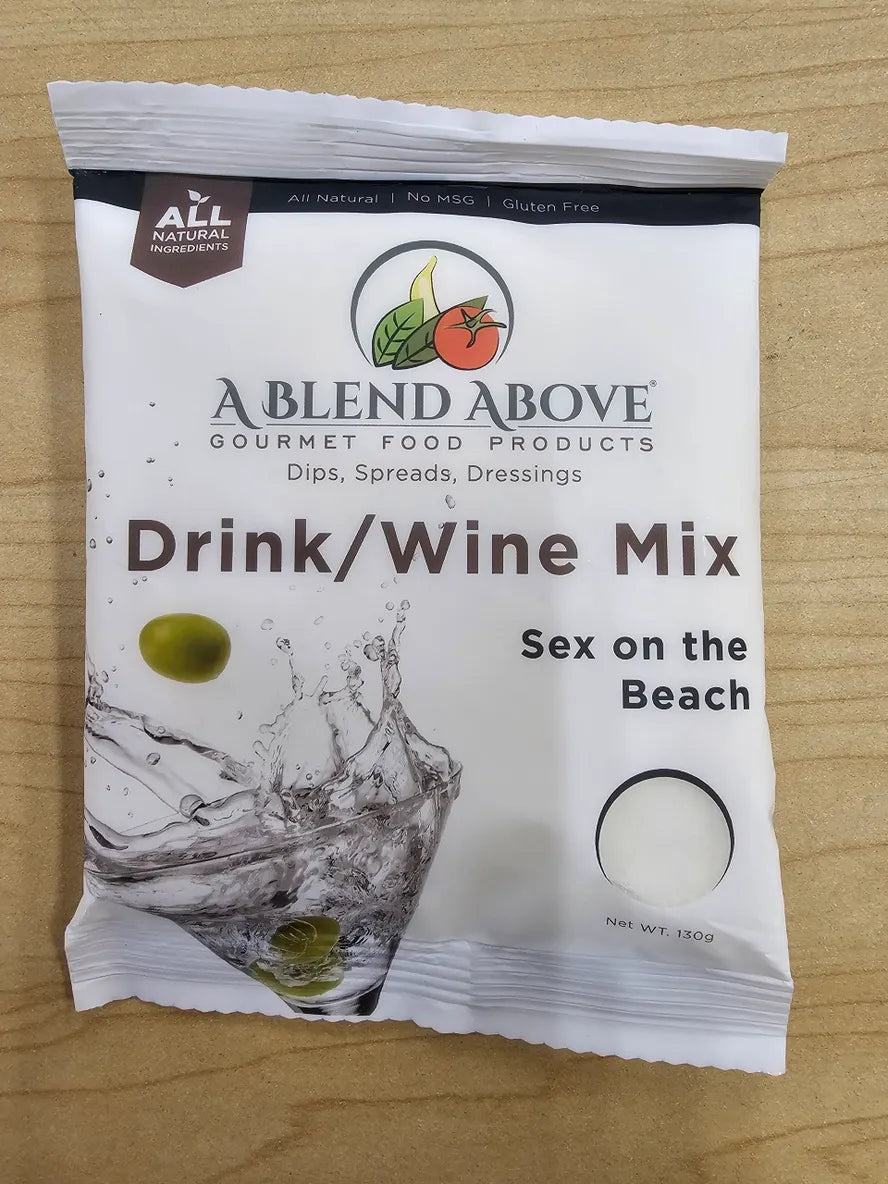 ALL
NATURAL
INGREDIENTS
All Natural | No MSG | Gluten Free
A BLEND ABOVE®
GOURMET FOOD PRODUCTS
Dips, Spreads, Dressings
Drink/Wine Mix
Sex on the
Beach
Net WT. 130g